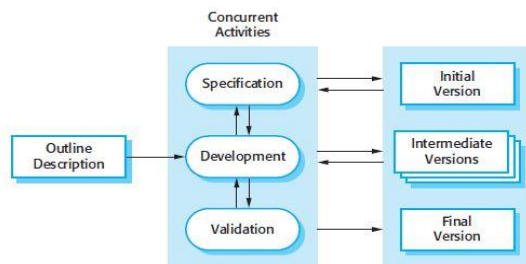 Concurrent
Activities
Specification
Initial
Version
Outline
Description
Development
Intermediate
Versions
Validation
Final
Version